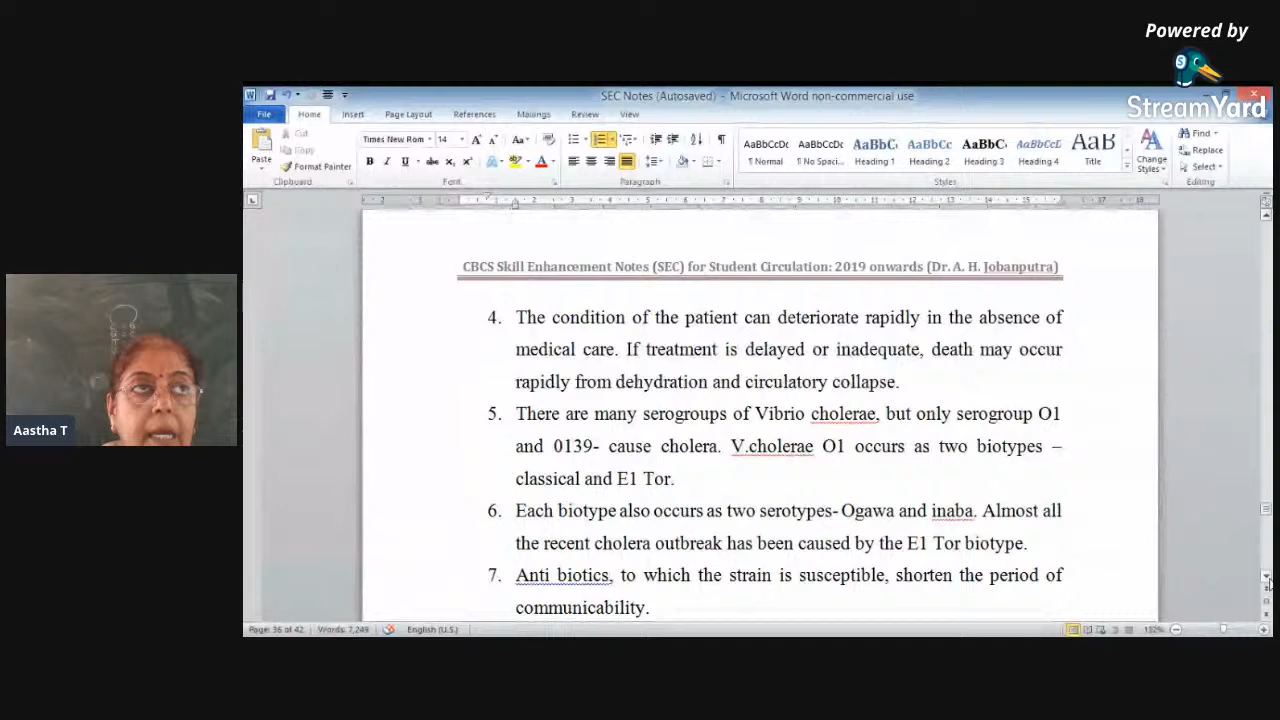 Powered by
StreamYard
SEC Notes (Autosaved) - Microsoft Word non-commercial use
File Home Insert Page Layout References Mailings Review View
Paste
Cut
Copy
Format Painter
Clipboard
Times New Rom 14
Font
Paragraph
AaBbCcDc AaBbCcDc AaBbC AaBbCc AaBbC AaBbCcD AaB
¶ Normal ¶ No Spaci... Heading 1 Heading 2 Heading 3 Heading 4 Title
Change Styles
Styles
Find
Replace
Select
Editing
CBCS Skill Enhancement Notes (SEC) for Student Circulation: 2019 onwards (Dr. A. H. Jobanputra)
4. The condition of the patient can deteriorate rapidly in the absence of
medical care. If treatment is delayed or inadequate, death may occur
rapidly from dehydration and circulatory collapse.
5. There are many serogroups of Vibrio cholerae, but only serogroup O1
and 0139- cause cholera. V.cholerae O1 occurs as two biotypes –
classical and E1 Tor.
6. Each biotype also occurs as two serotypes- Ogawa and inaba. Almost all
the recent cholera outbreak has been caused by the E1 Tor biotype.
7. Anti biotics, to which the strain is susceptible, shorten the period of
communicability.
Aastha T
Page: 36 of 42 Words: 7,249 English (U.S.) 132%